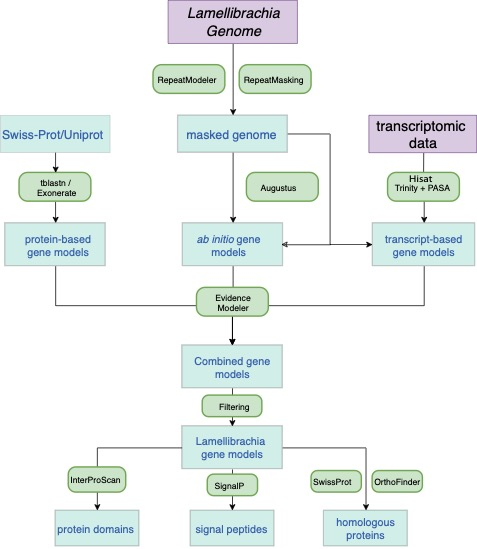 Lamellibrachia
Genome
RepeatModeler
RepeatMasking
Swiss-Prot/Uniprot
masked genome
transcriptomic
data
tblastn /
Exonerate
Augustus
Hisat
Trinity + PASA
protein-based
gene models
ab initio gene
models
transcript-based
gene models
Evidence
Modeler
Combined gene
models
Filtering
Lamellibrachia
gene models
InterProScan
SignalP
SwissProt
OrthoFinder
protein domains
signal peptides
homologous
proteins